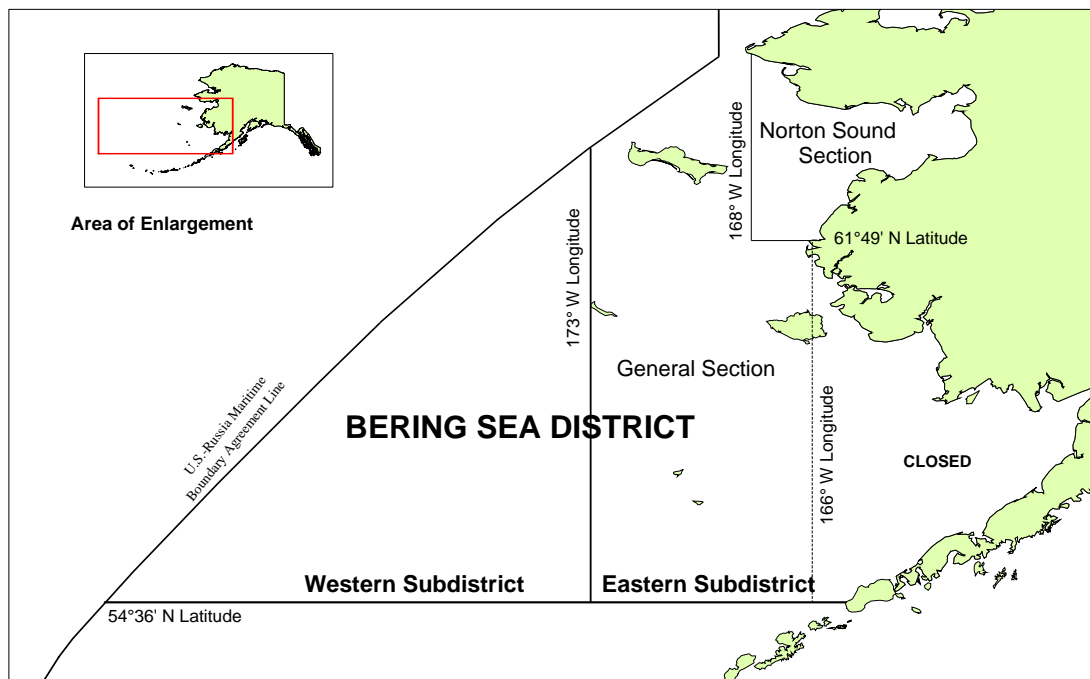 Area of Enlargement
Norton Sound
Section
168° W Longitude
61°49' N Latitude
173° W Longitude
General Section
U.S.-Russia Maritime
Boundary Agreement Line
BERING SEA DISTRICT
166° W Longitude
CLOSED
Western Subdistrict
Eastern Subdistrict
54°36' N Latitude